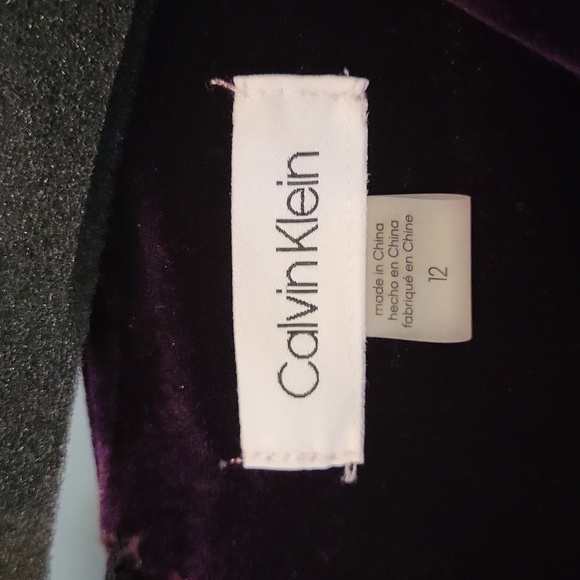 Calvin Klein
made in China
hecho en China
fabriqué en Chine
12